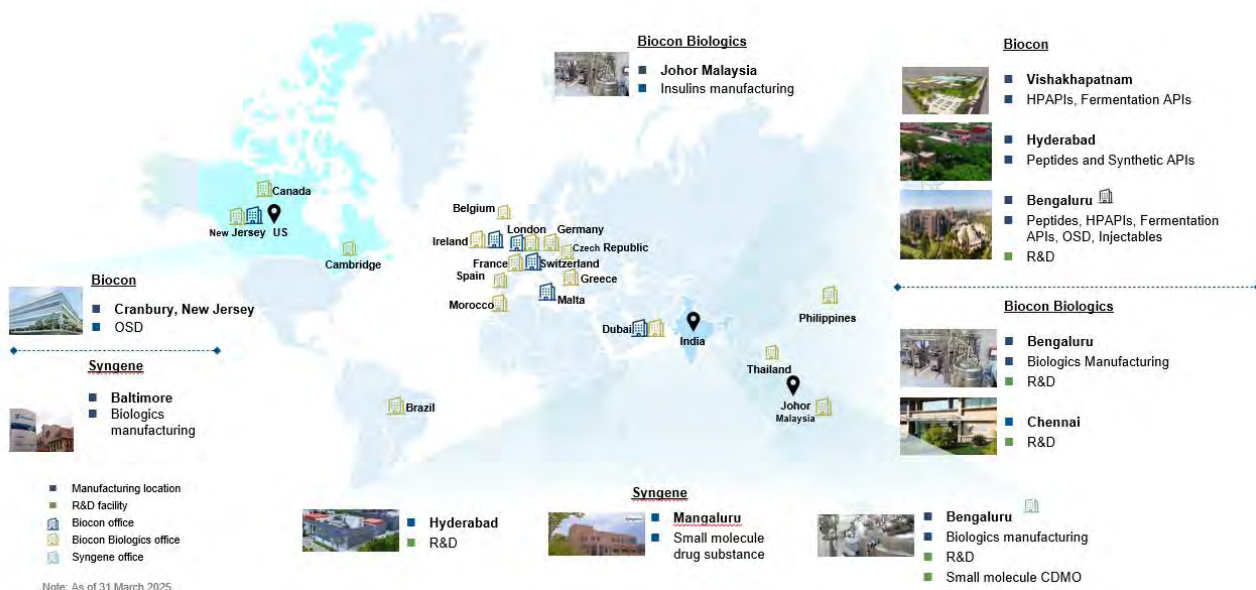 Biocon Biologics
Johor Malaysia
Insulins manufacturing
Biocon
Vishakhapatnam
HPAPIs, Fermentation APIs
Hyderabad
Peptides and Synthetic APIs
Bengaluru
Peptides, HPAPIs, Fermentation
APIs, OSD, Injectables
R&D
Canada
New Jersey US
Cambridge
Belgium
London Germany
Ireland
Czech Republic
France Switzerland
Spain
Greece
Morocco
Malta
Dubai
India
Philippines
Thailand
Johor
Malaysia
Brazil
Biocon
Cranbury, New Jersey
OSD
Syngene
Baltimore
Biologics
manufacturing
Biocon Biologics
Bengaluru
Biologics Manufacturing
R&D
Chennai
R&D
Manufacturing location
R&D facility
Biocon office
Biocon Biologics office
Syngene office
Note: As of 31 March 2025
Syngene
Hyderabad
R&D
Mangaluru
Small molecule
drug substance
Bengaluru
Biologics manufacturing
R&D
Small molecule CDMO